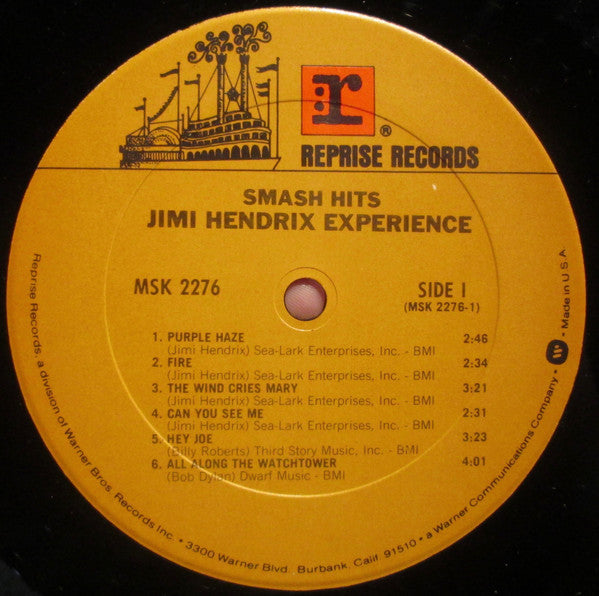 :r
®
REPRISE RECORDS
SMASH HITS
JIMI HENDRIX EXPERIENCE
MSK 2276
SIDE 1
(MSK 2276-1)
1. PURPLE HAZE 2:46
(Jimi Hendrix) Sea-Lark Enterprises, Inc. - BMI
2. FIRE 2:34
(Jimi Hendrix) Sea-Lark Enterprises, Inc. - BMI
3. THE WIND CRIES MARY 3:21
(Jimi Hendrix) Sea-Lark Enterprises, Inc. - BMI
4. CAN YOU SEE ME 2:31
(Jimi Hendrix) Sea-Lark Enterprises, Inc. - BMI
5. HEY JOE 3:23
(Billy Roberts) Third Story Music, Inc. - BMI
6. ALL ALONG THE WATCHTOWER 4:01
(Bob Dylan) Dwarf Music - BMI
Reprise Records, a division of Warner Bros. Records Inc. • 3300 Warner Blvd. Burbank, Calif. 91510 • a Warner Communications Company • W • Made in U.S.A.